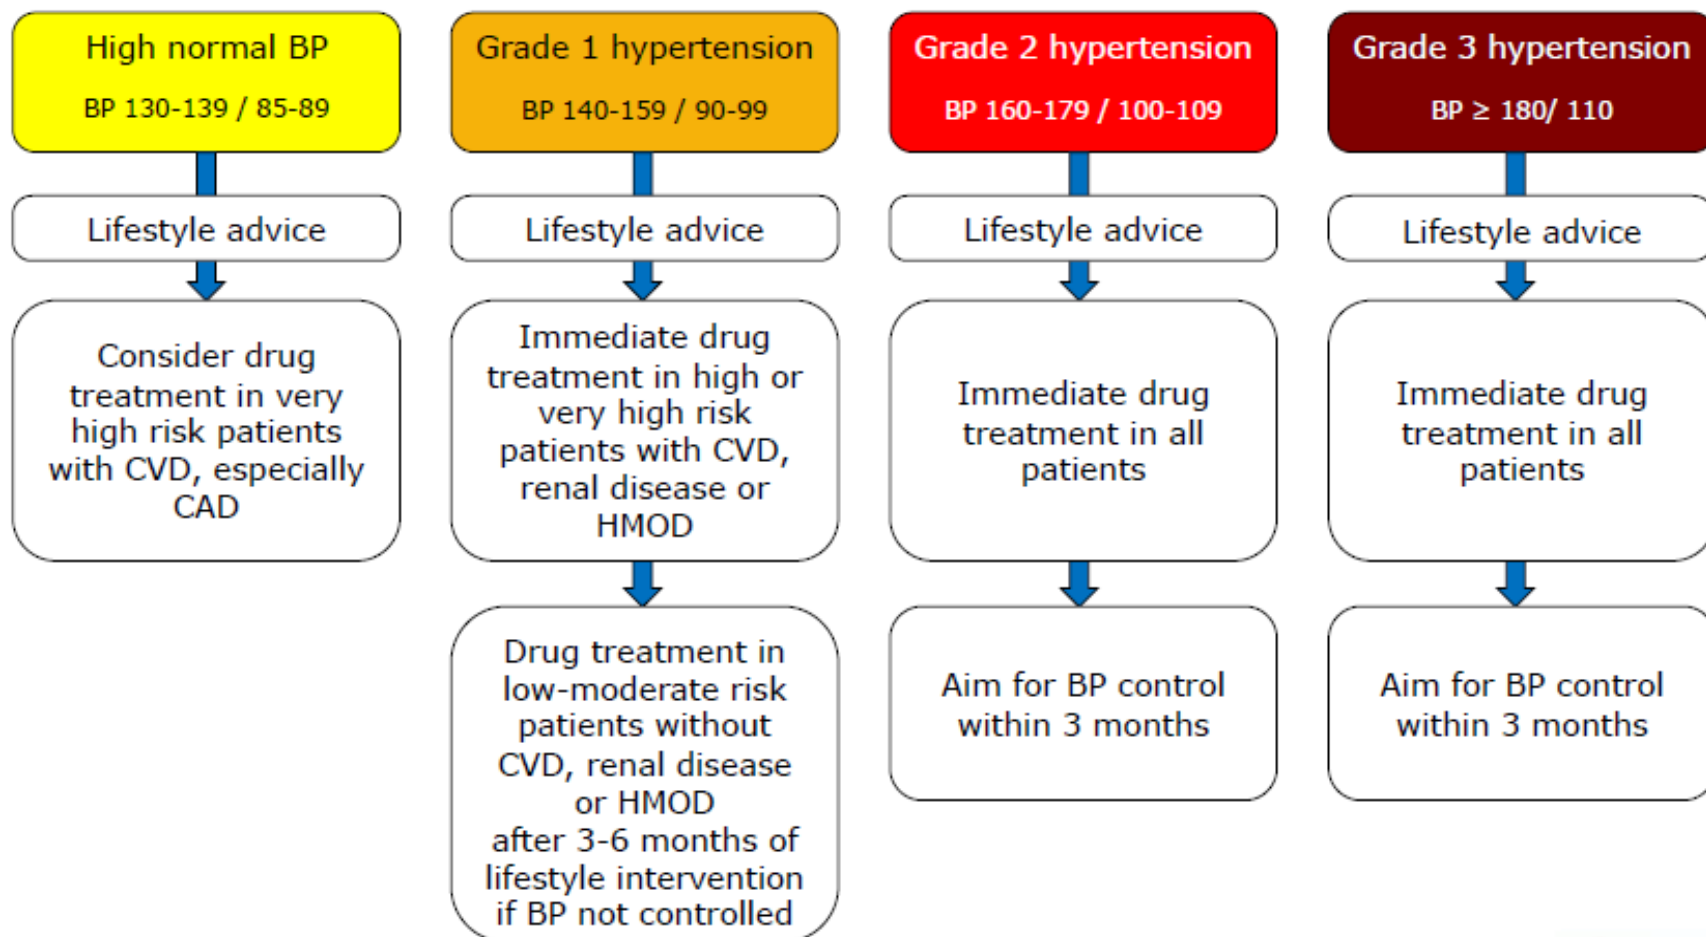 High normal BP
BP 130-139 / 85-89
Lifestyle advice
Consider drug
treatment in very
high risk patients
with CVD, especially
CAD
Grade 1 hypertension
BP 140-159 / 90-99
Lifestyle advice
Immediate drug
treatment in high or
very high risk
patients with CVD,
renal disease or
HMOD
Drug treatment in
low-moderate risk
patients without
CVD, renal disease
or HMOD
after 3-6 months of
lifestyle intervention
if BP not controlled
Grade 2 hypertension
BP 160-179 / 100-109
Lifestyle advice
Immediate drug
treatment in all
patients
Aim for BP control
within 3 months
Grade 3 hypertension
BP ≥ 180/ 110
Lifestyle advice
Immediate drug
treatment in all
patients
Aim for BP control
within 3 months